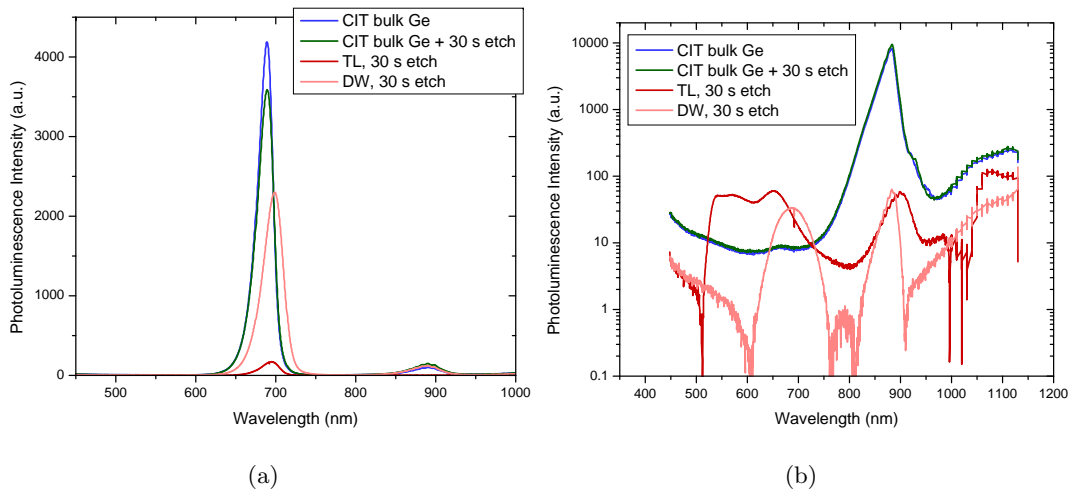 CIT bulk Ge
CIT bulk Ge + 30 s etch
TL, 30 s etch
DW, 30 s etch
Photoluminescence Intensity (a.u.)
4000
3000
2000
1000
0
500 600 700 800 900 1000
Wavelength (nm)
(a)
CIT bulk Ge
CIT bulk Ge + 30 s etch
TL, 30 s etch
DW, 30 s etch
Photoluminescence Intensity (a.u.)
10000
1000
100
10
1
0.1
400 500 600 700 800 900 1000 1100 1200
Wavelength (nm)
(b)